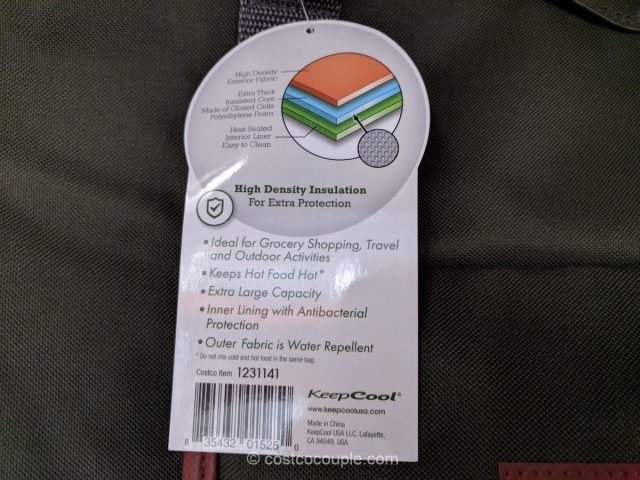 High Density
Exterior Fabric
Extra Thick
Insulated Core
Made of Closed Cells
Polyethylene Foam
Heat Sealed
Interior Liner
Easy to Clean
High Density Insulation
For Extra Protection
• Ideal for Grocery Shopping, Travel
and Outdoor Activities
• Keeps Hot Food Hot*
• Extra Large Capacity
• Inner Lining with Antibacterial
Protection
• Outer Fabric is Water Repellent
* Do not mix cold and hot food in the same bag.
Costco Item 1231141
KeepCool®
www.keepcoolusa.com
Made in China
KeepCool USA LLC, Lafayette,
CA 94549, USA
8 35432 01525 0
© costcocouple.com